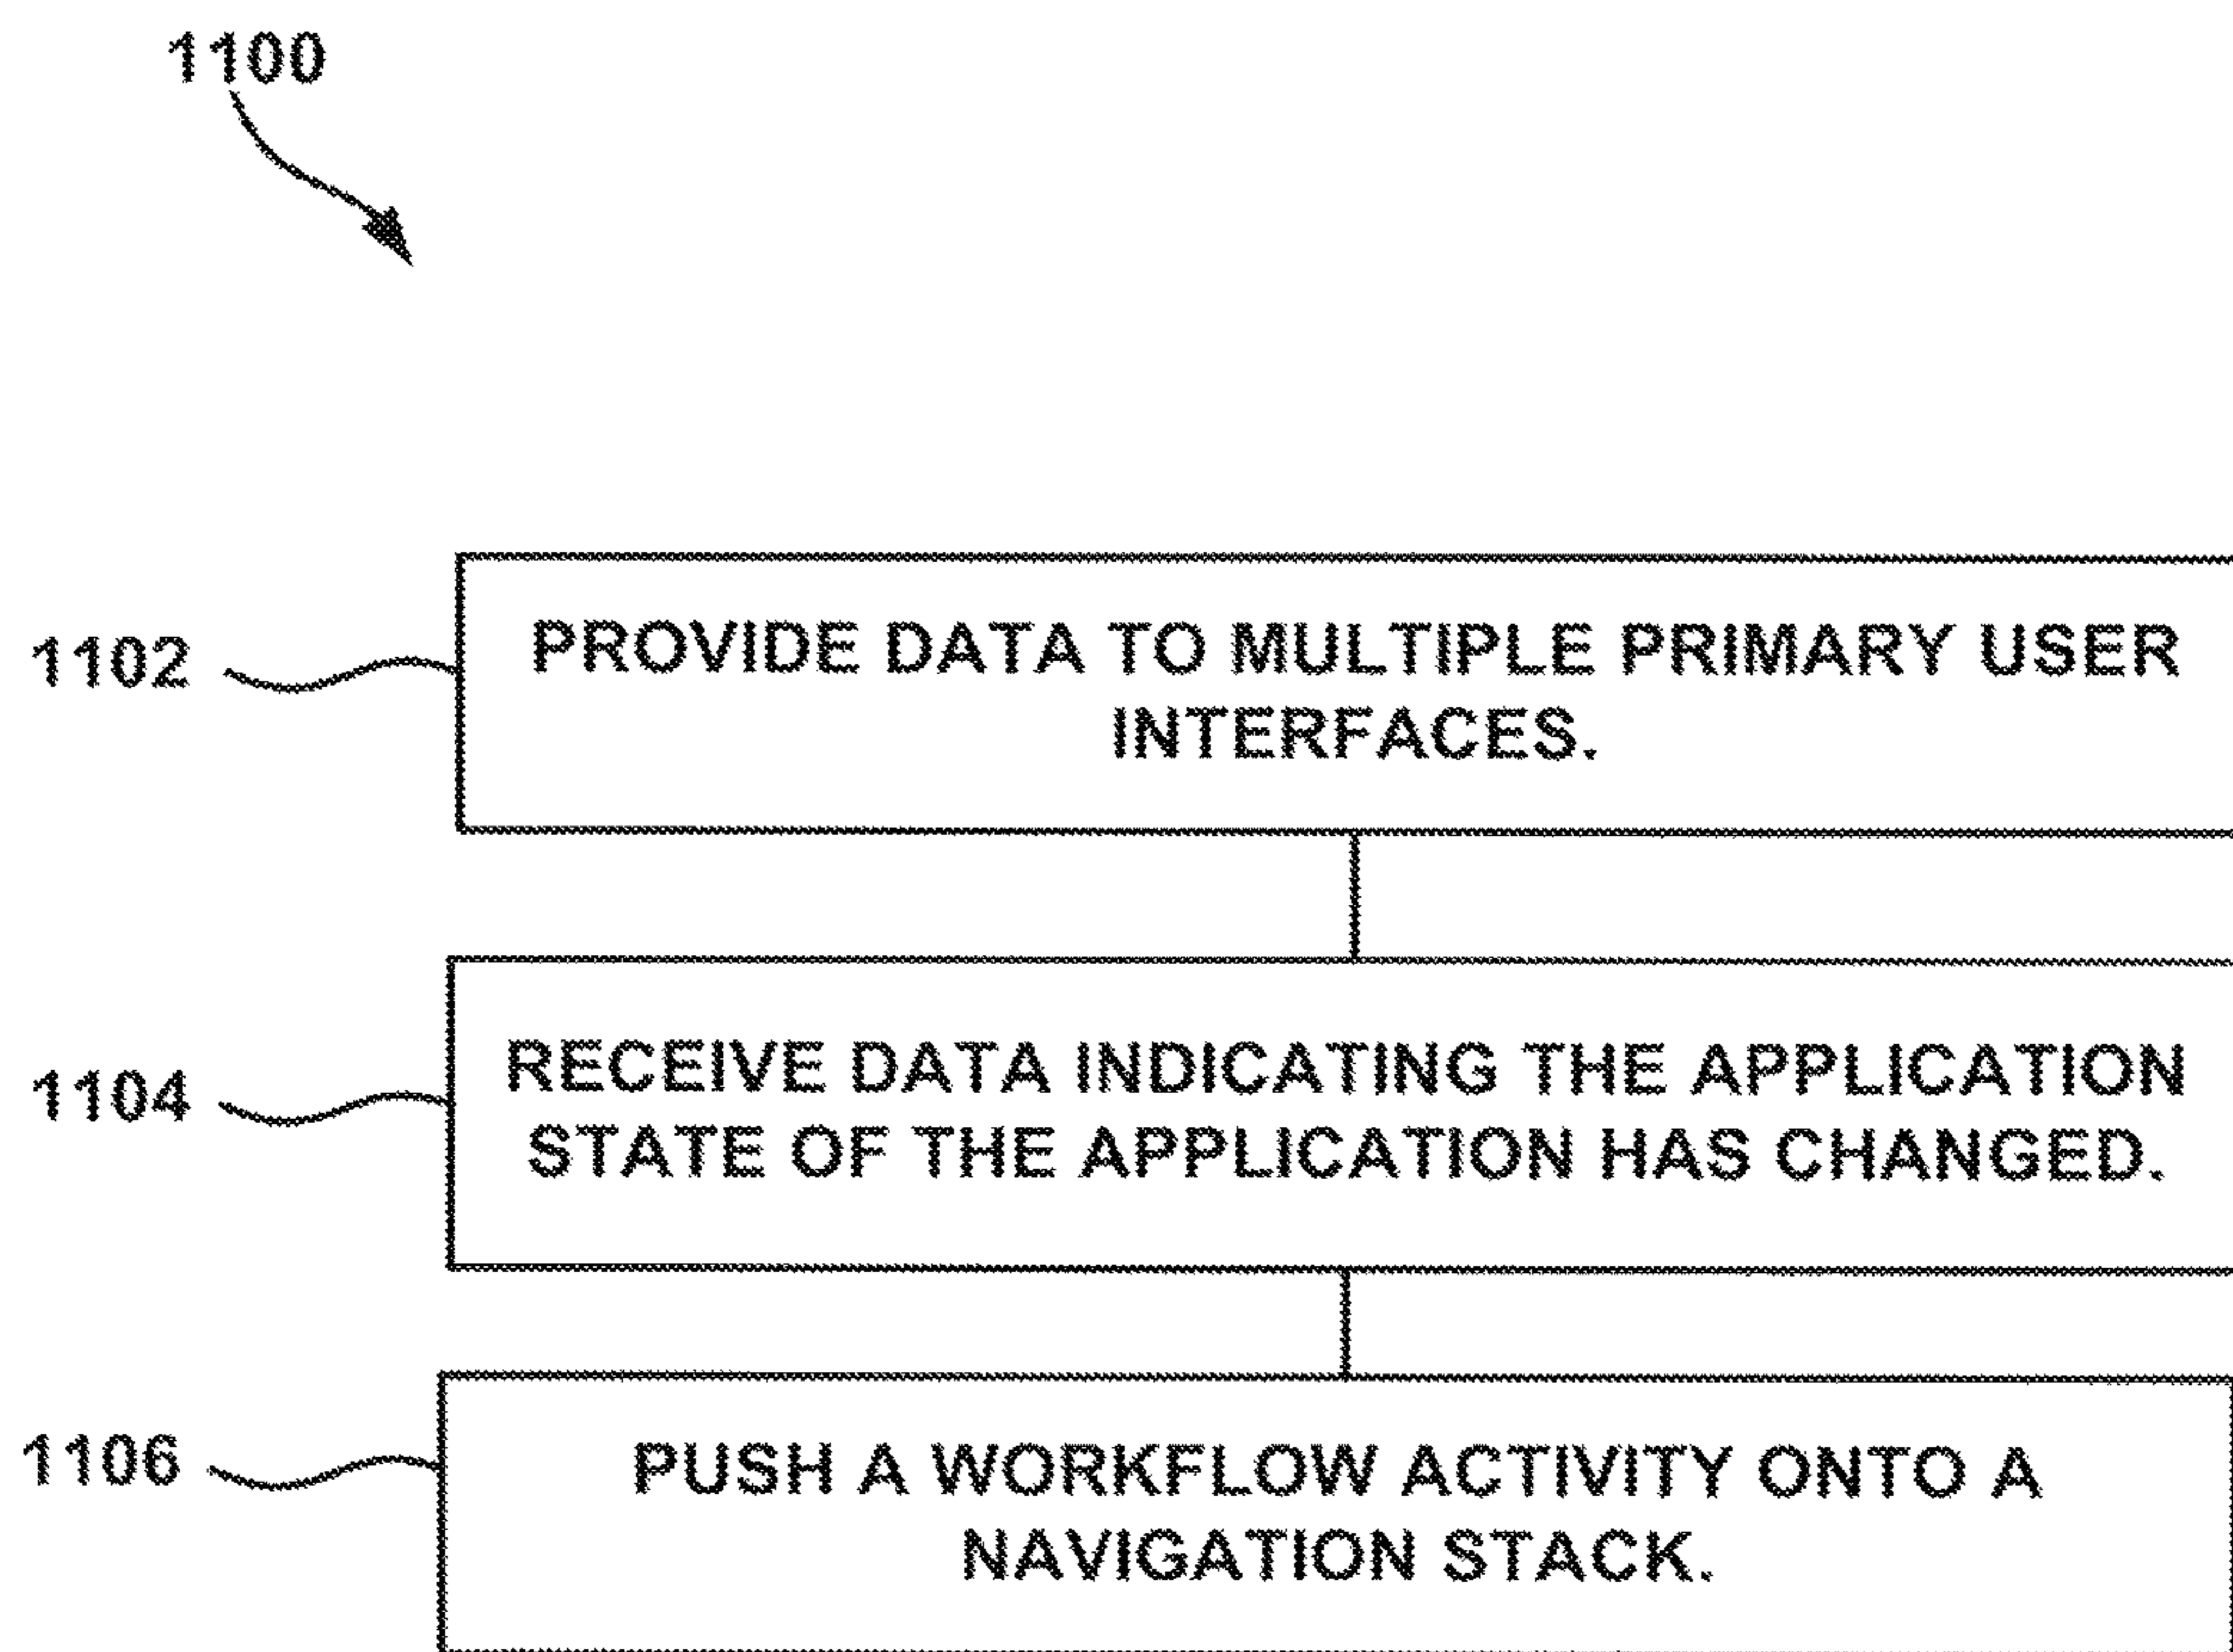 1100
1102
PROVIDE DATA TO MULTIPLE PRIMARY USER
INTERFACES.
1104
RECEIVE DATA INDICATING THE APPLICATION
STATE OF THE APPLICATION HAS CHANGED.
1106
PUSH A WORKFLOW ACTIVITY ONTO A
NAVIGATION STACK.